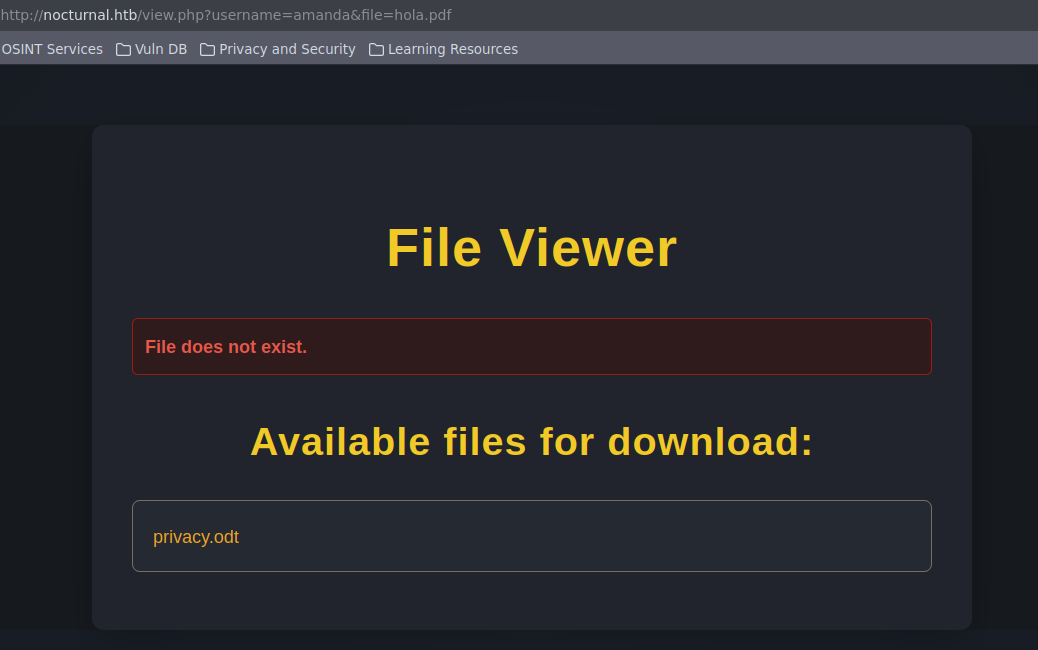 http://nocturnal.htb/view.php?username=amanda&file=hola.pdf
OSINT Services Vuln DB Privacy and Security Learning Resources
File Viewer
File does not exist.
Available files for download:
privacy.odt